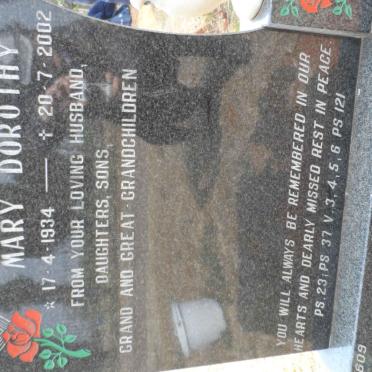 MARY DOROTHY
☆ 17·4·1934 — ✝ 20·7·2002
FROM YOUR LOVING HUSBAND,
DAUGHTERS, SONS,
GRAND AND GREAT-GRANDCHILDREN
YOU WILL ALWAYS BE REMEMBERED IN OUR
HEARTS AND DEARLY MISSED REST IN PEACE.
PS. 23; PS 37 V. 3, 4, 5, 6 PS 121
609